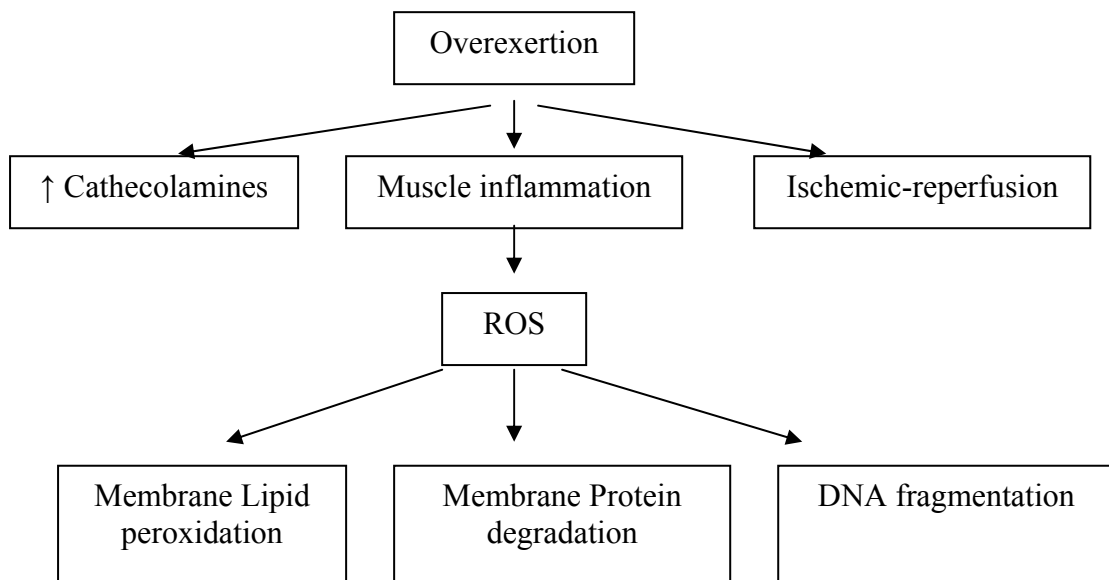 Overexertion
↑ Cathecolamines
Muscle inflammation
Ischemic-reperfusion
ROS
Membrane Lipid
peroxidation
Membrane Protein
degradation
DNA fragmentation